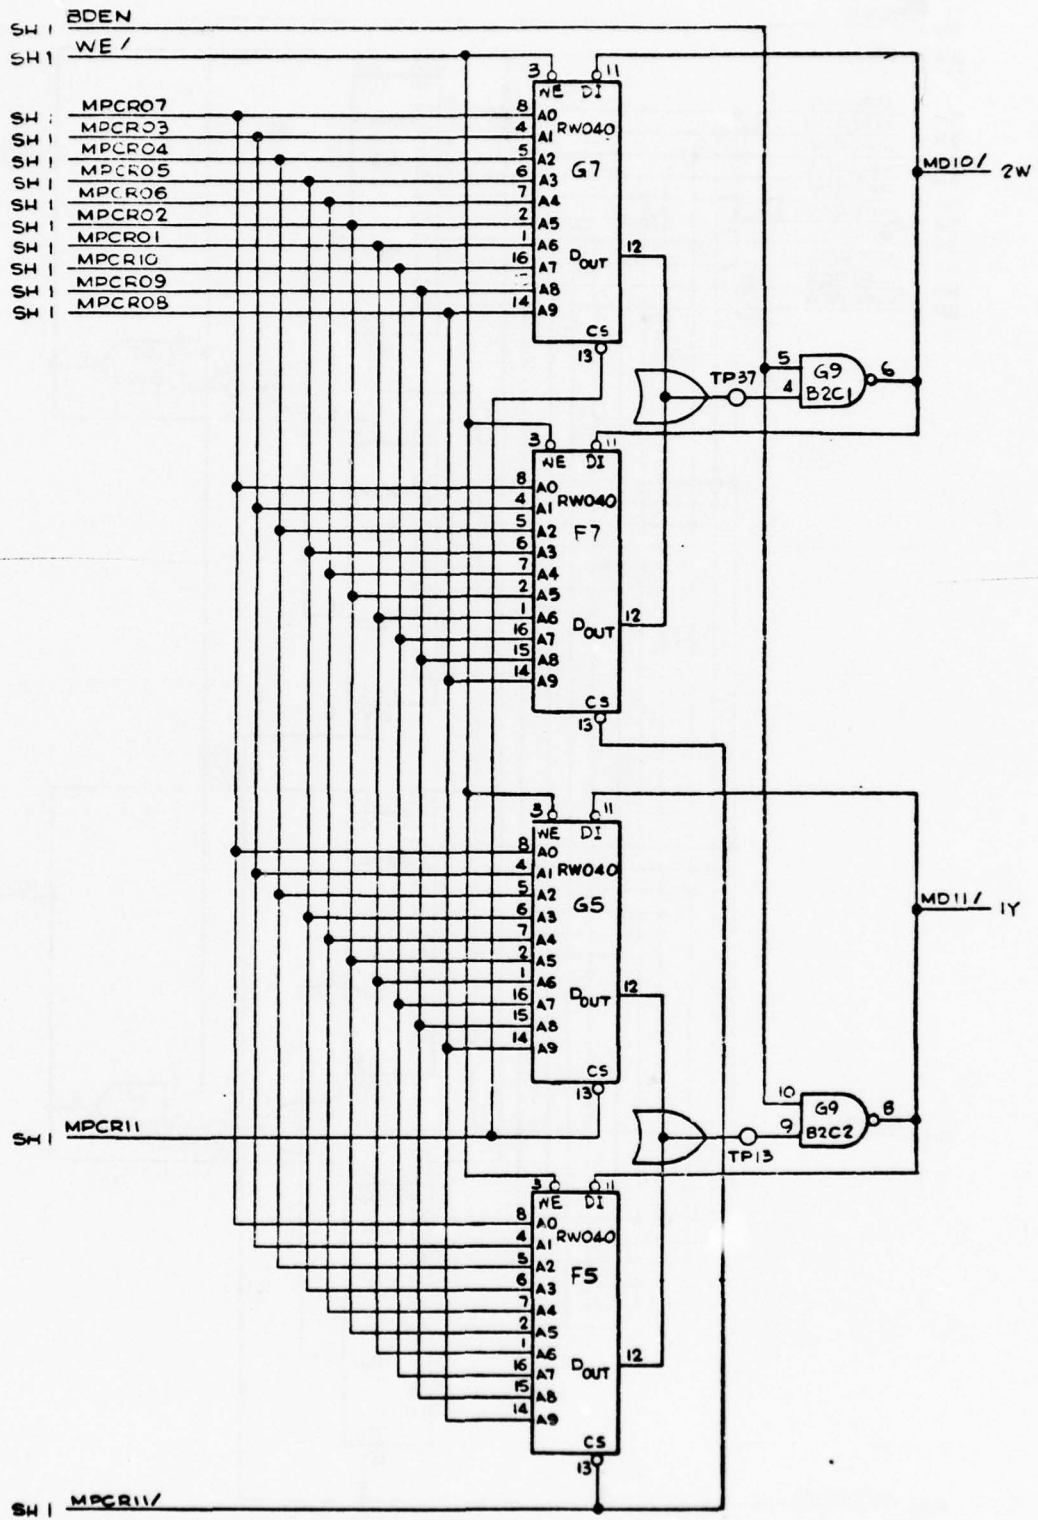 SH 1 BDEN
SH 1 WE/
SH 1 MPCR07
SH 1 MPCR03
SH 1 MPCR04
SH 1 MPCR05
SH 1 MPCR06
SH 1 MPCR02
SH 1 MPCR01
SH 1 MPCR10
SH 1 MPCR09
SH 1 MPCR08
3 11
WE DI
8 A0
4 A1 RW040
5 A2
6 A3 G7
7 A4
2 A5
1 A6
16 A7 DOUT 12
A8
14 A9
CS
13
MD10/ 2W
TP37
5 G9 6
4 B2C1
3 11
WE DI
8 A0
4 A1 RW040
5 A2
6 A3 F7
7 A4
2 A5
1 A6
16 A7 DOUT 12
15 A8
14 A9
CS
13
3 11
WE DI
8 A0
4 A1 RW040
5 A2
6 A3 G5
7 A4
2 A5
1 A6
16 A7 DOUT 12
15 A8
14 A9
CS
13
MD11/ 1Y
10 G9 8
9 B2C2
TP13
SH 1 MPCR11
3 11
WE DI
8 A0
4 A1 RW040
5 A2
6 A3 F5
7 A4
2 A5
1 A6
16 A7 DOUT 12
15 A8
14 A9
CS
13
SH 1 MPCR11/